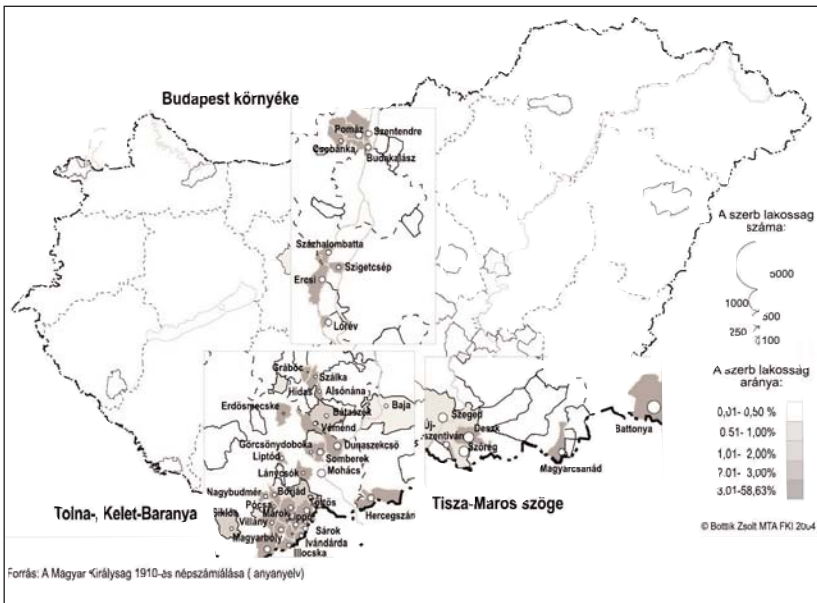 Budapest környéke
Pomáz
Szentendre
Csobánka
Budakalász
Százhalombatta
Szigetcsép
Ercsi
Lórév
A szerb lakosság
száma:
5000
1000
500
250
100
A szerb lakosság
aránya:
0,01- 0,50 %
0.51- 1,00%
1,01- 2,00%
2.01- 3,00%
3,01-58,63%
Grábóc
Szálka
Hidas
Alsónána
Erdősmecske
Bátaszék
Baja
Véménd
Görcsönydoboka
Dunaszekcső
Liptód
Somberek
Mohács
Lánycsók
Nagybudmér
Borjád
Pócsa
Siklós
Márok
Lippó
Villány
Sárok
Magyarbóly
Ivándárda
Illocska
Hercegszán
Szeged
Új-
szentiván
Deszk
Szőreg
Magyarcsanád
Battonya
Tolna-, Kelet-Baranya
Tisza-Maros szöge
© Bottlik Zsolt MTA FKI 2004
Forrás: A Magyar Királyság 1910-es népszámlálása ( anyanyelv)